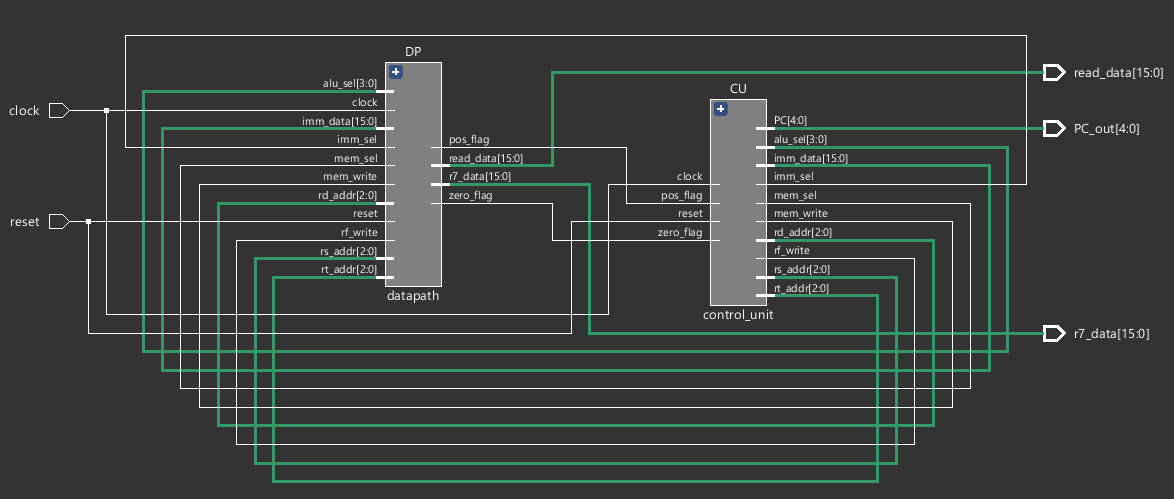 DP
alu_sel[3:0]
clock
imm_data[15:0]
imm_sel
mem_sel
mem_write
rd_addr[2:0]
reset
rf_write
rs_addr[2:0]
rt_addr[2:0]
pos_flag
read_data[15:0]
r7_data[15:0]
zero_flag
datapath
clock
reset
CU
clock
pos_flag
reset
zero_flag
PC[4:0]
alu_sel[3:0]
imm_data[15:0]
imm_sel
mem_sel
mem_write
rd_addr[2:0]
rf_write
rs_addr[2:0]
rt_addr[2:0]
control_unit
read_data[15:0]
PC_out[4:0]
r7_data[15:0]